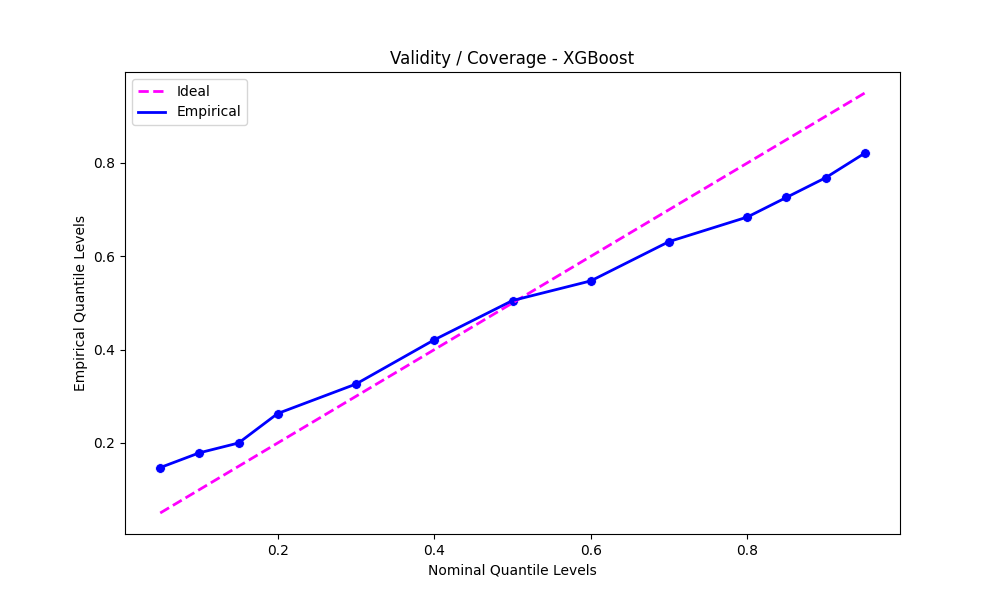 Validity / Coverage - XGBoost
Ideal
Empirical
Empirical Quantile Levels
0.8
0.6
0.4
0.2
0.2 0.4 0.6 0.8
Nominal Quantile Levels